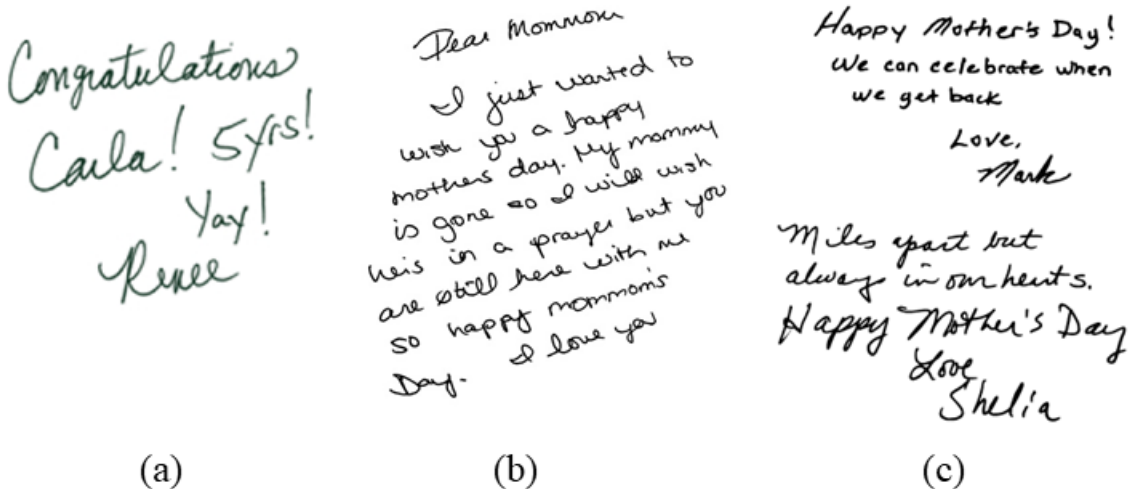 Congratulations
Carla! 5yrs!
Yay!
Renee
(a)
Dear Mommom
I just wanted to
wish you a happy
mothers day. My mommy
is gone so I will wish
heis in a prayer but you
are still here with me
so happy mommom's
Day. I love you
(b)
Happy Mother's Day!
We can celebrate when
we get back
Love,
Mark
Miles apart but
always in our hearts.
Happy Mother's Day
Love
Shelia
(c)